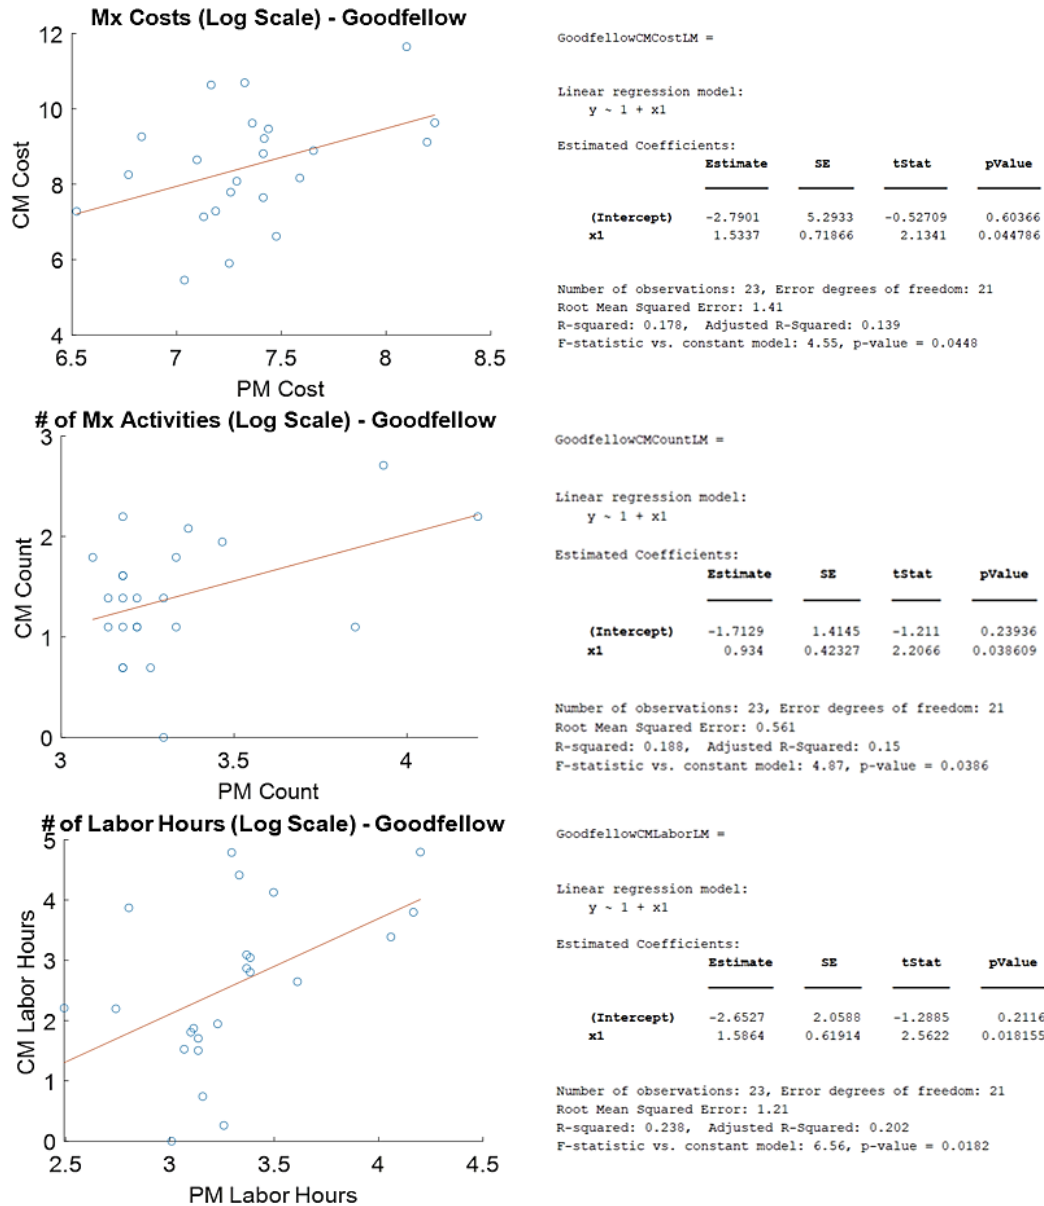 Mx Costs (Log Scale) - Goodfellow
12
10
8
6
4
CM Cost
6.5 7 7.5 8 8.5
PM Cost
GoodfellowCMCostLM =
Linear regression model:
y ~ 1 + x1
Estimated Coefficients:
Estimate SE tStat pValue
(Intercept) -2.7901 5.2933 -0.52709 0.60366
x1 1.5337 0.71866 2.1341 0.044786
Number of observations: 23, Error degrees of freedom: 21
Root Mean Squared Error: 1.41
R-squared: 0.178, Adjusted R-Squared: 0.139
F-statistic vs. constant model: 4.55, p-value = 0.0448
# of Mx Activities (Log Scale) - Goodfellow
3
2
1
0
CM Count
3 3.5 4
PM Count
GoodfellowCMCountLM =
Linear regression model:
y ~ 1 + x1
Estimated Coefficients:
Estimate SE tStat pValue
(Intercept) -1.7129 1.4145 -1.211 0.23936
x1 0.934 0.42327 2.2066 0.038609
Number of observations: 23, Error degrees of freedom: 21
Root Mean Squared Error: 0.561
R-squared: 0.188, Adjusted R-Squared: 0.15
F-statistic vs. constant model: 4.87, p-value = 0.0386
# of Labor Hours (Log Scale) - Goodfellow
5
4
3
2
1
0
CM Labor Hours
2.5 3 3.5 4 4.5
PM Labor Hours
GoodfellowCMLaborLM =
Linear regression model:
y ~ 1 + x1
Estimated Coefficients:
Estimate SE tStat pValue
(Intercept) -2.6527 2.0588 -1.2885 0.2116
x1 1.5864 0.61914 2.5622 0.018155
Number of observations: 23, Error degrees of freedom: 21
Root Mean Squared Error: 1.21
R-squared: 0.238, Adjusted R-Squared: 0.202
F-statistic vs. constant model: 6.56, p-value = 0.0182